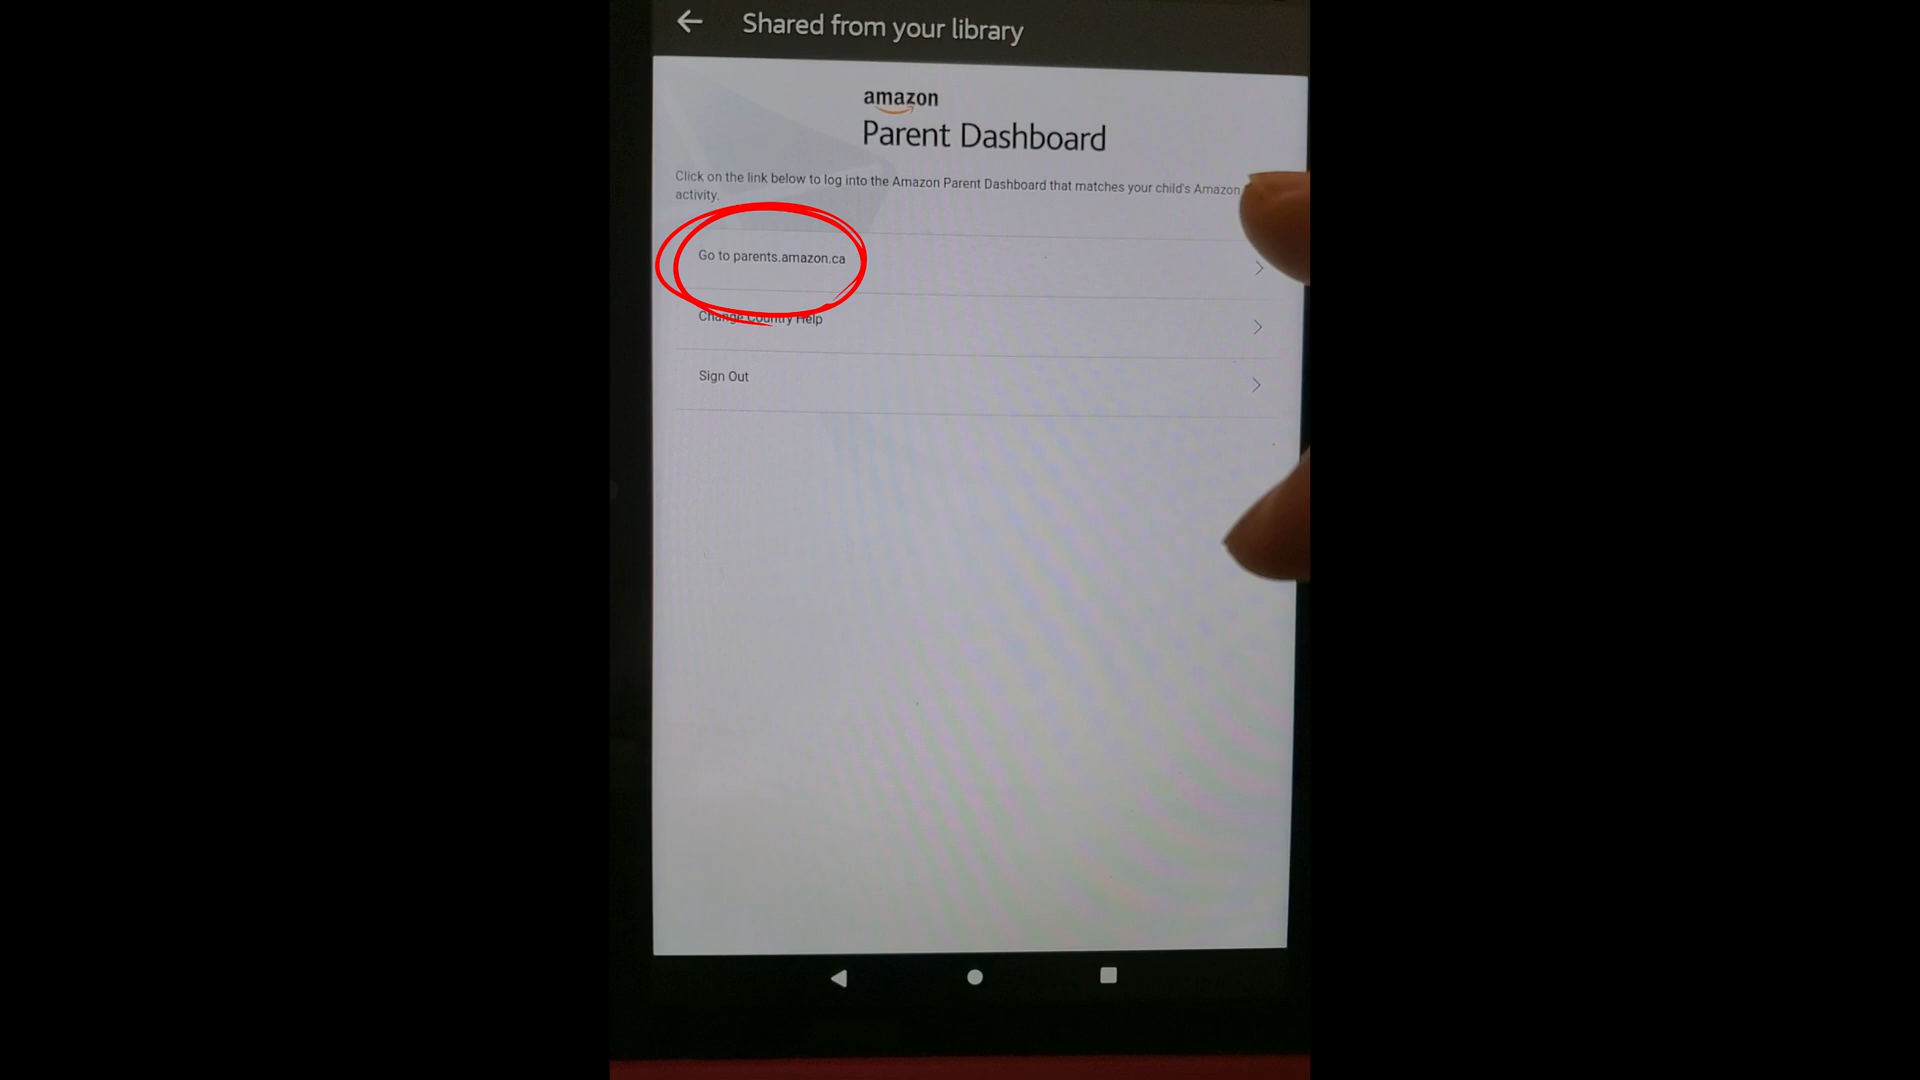 Shared from your library
amazon
Parent Dashboard
Click on the link below to log into the Amazon Parent Dashboard that matches your child's Amazon
activity.
Go to parents.amazon.ca
Change Country Help
Sign Out